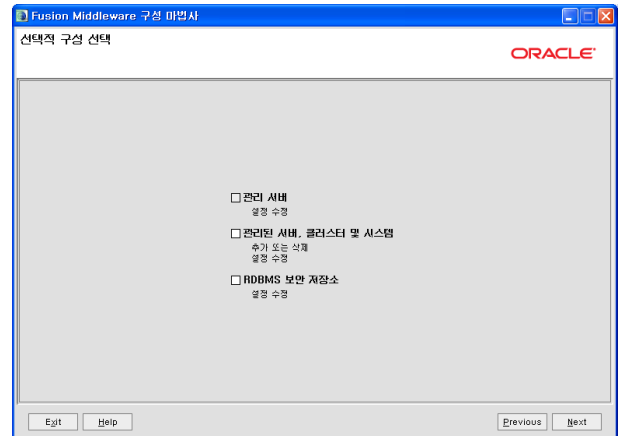 Fusion Middleware 구성 마법사
선택적 구성 선택
ORACLE
관리 서버
설정 수정
관리된 서버, 클러스터 및 시스템
추가 또는 삭제
설정 수정
RDBMS 보안 저장소
설정 수정
Exit Help Previous Next